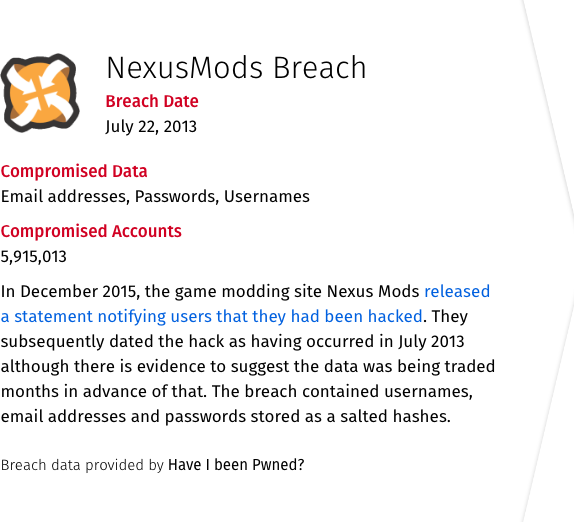 NexusMods Breach
Breach Date
July 22, 2013
Compromised Data
Email addresses, Passwords, Usernames
Compromised Accounts
5,915,013
In December 2015, the game modding site Nexus Mods released
a statement notifying users that they had been hacked. They
subsequently dated the hack as having occurred in July 2013
although there is evidence to suggest the data was being traded
months in advance of that. The breach contained usernames,
email addresses and passwords stored as a salted hashes.
Breach data provided by Have I been Pwned?